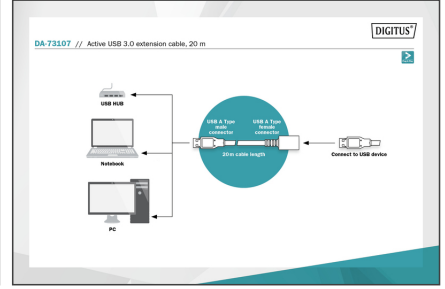 DIGITUS®
DA-73107 // Active USB 3.0 extension cable, 20 m
USB HUB
USB A Type
male
connector
USB A Type
female
connector
20 m cable length
Notebook
Connect to USB device
PC